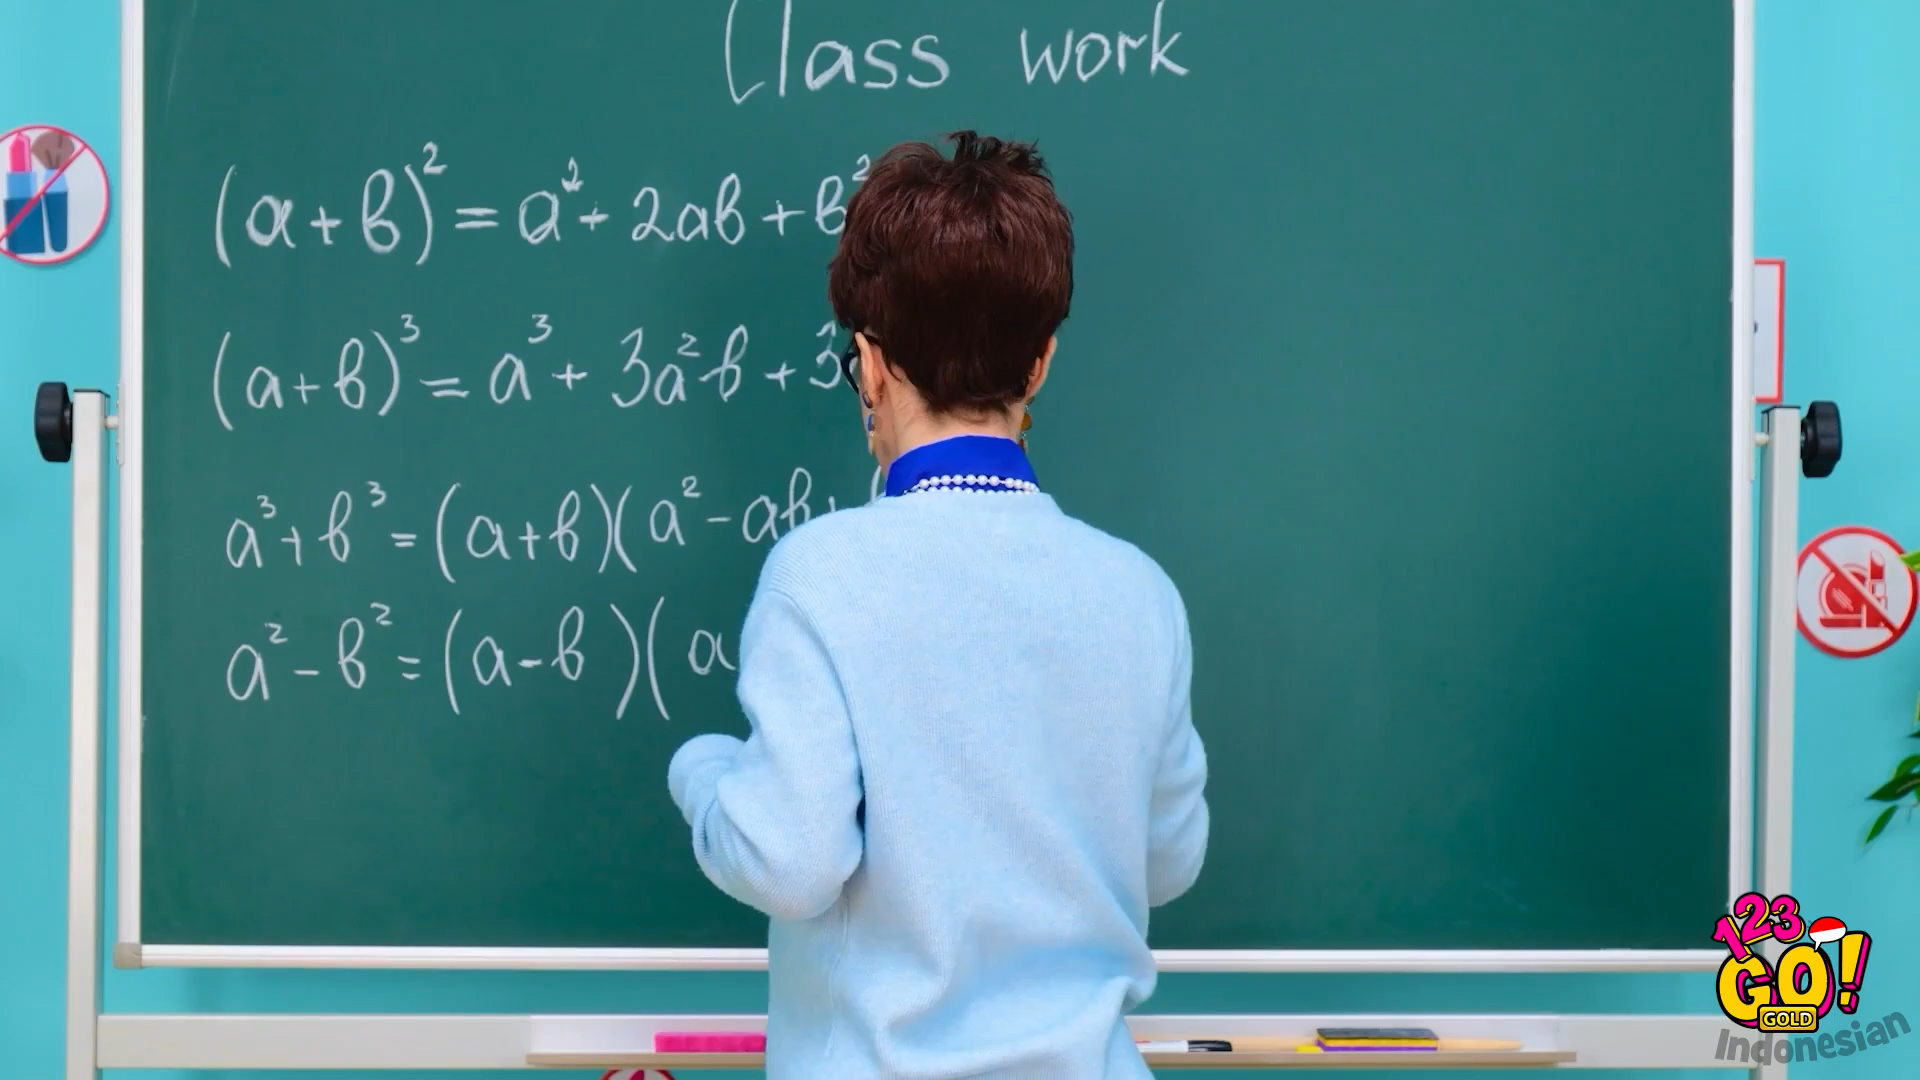 Class work
(a+b)² = a² + 2ab + b²
(a+b)³ = a³ + 3a²b + 3
a³+b³ = (a+b)(a² - ab +
a² - b² = (a-b)(a
123
GO!
GOLD
Indonesian